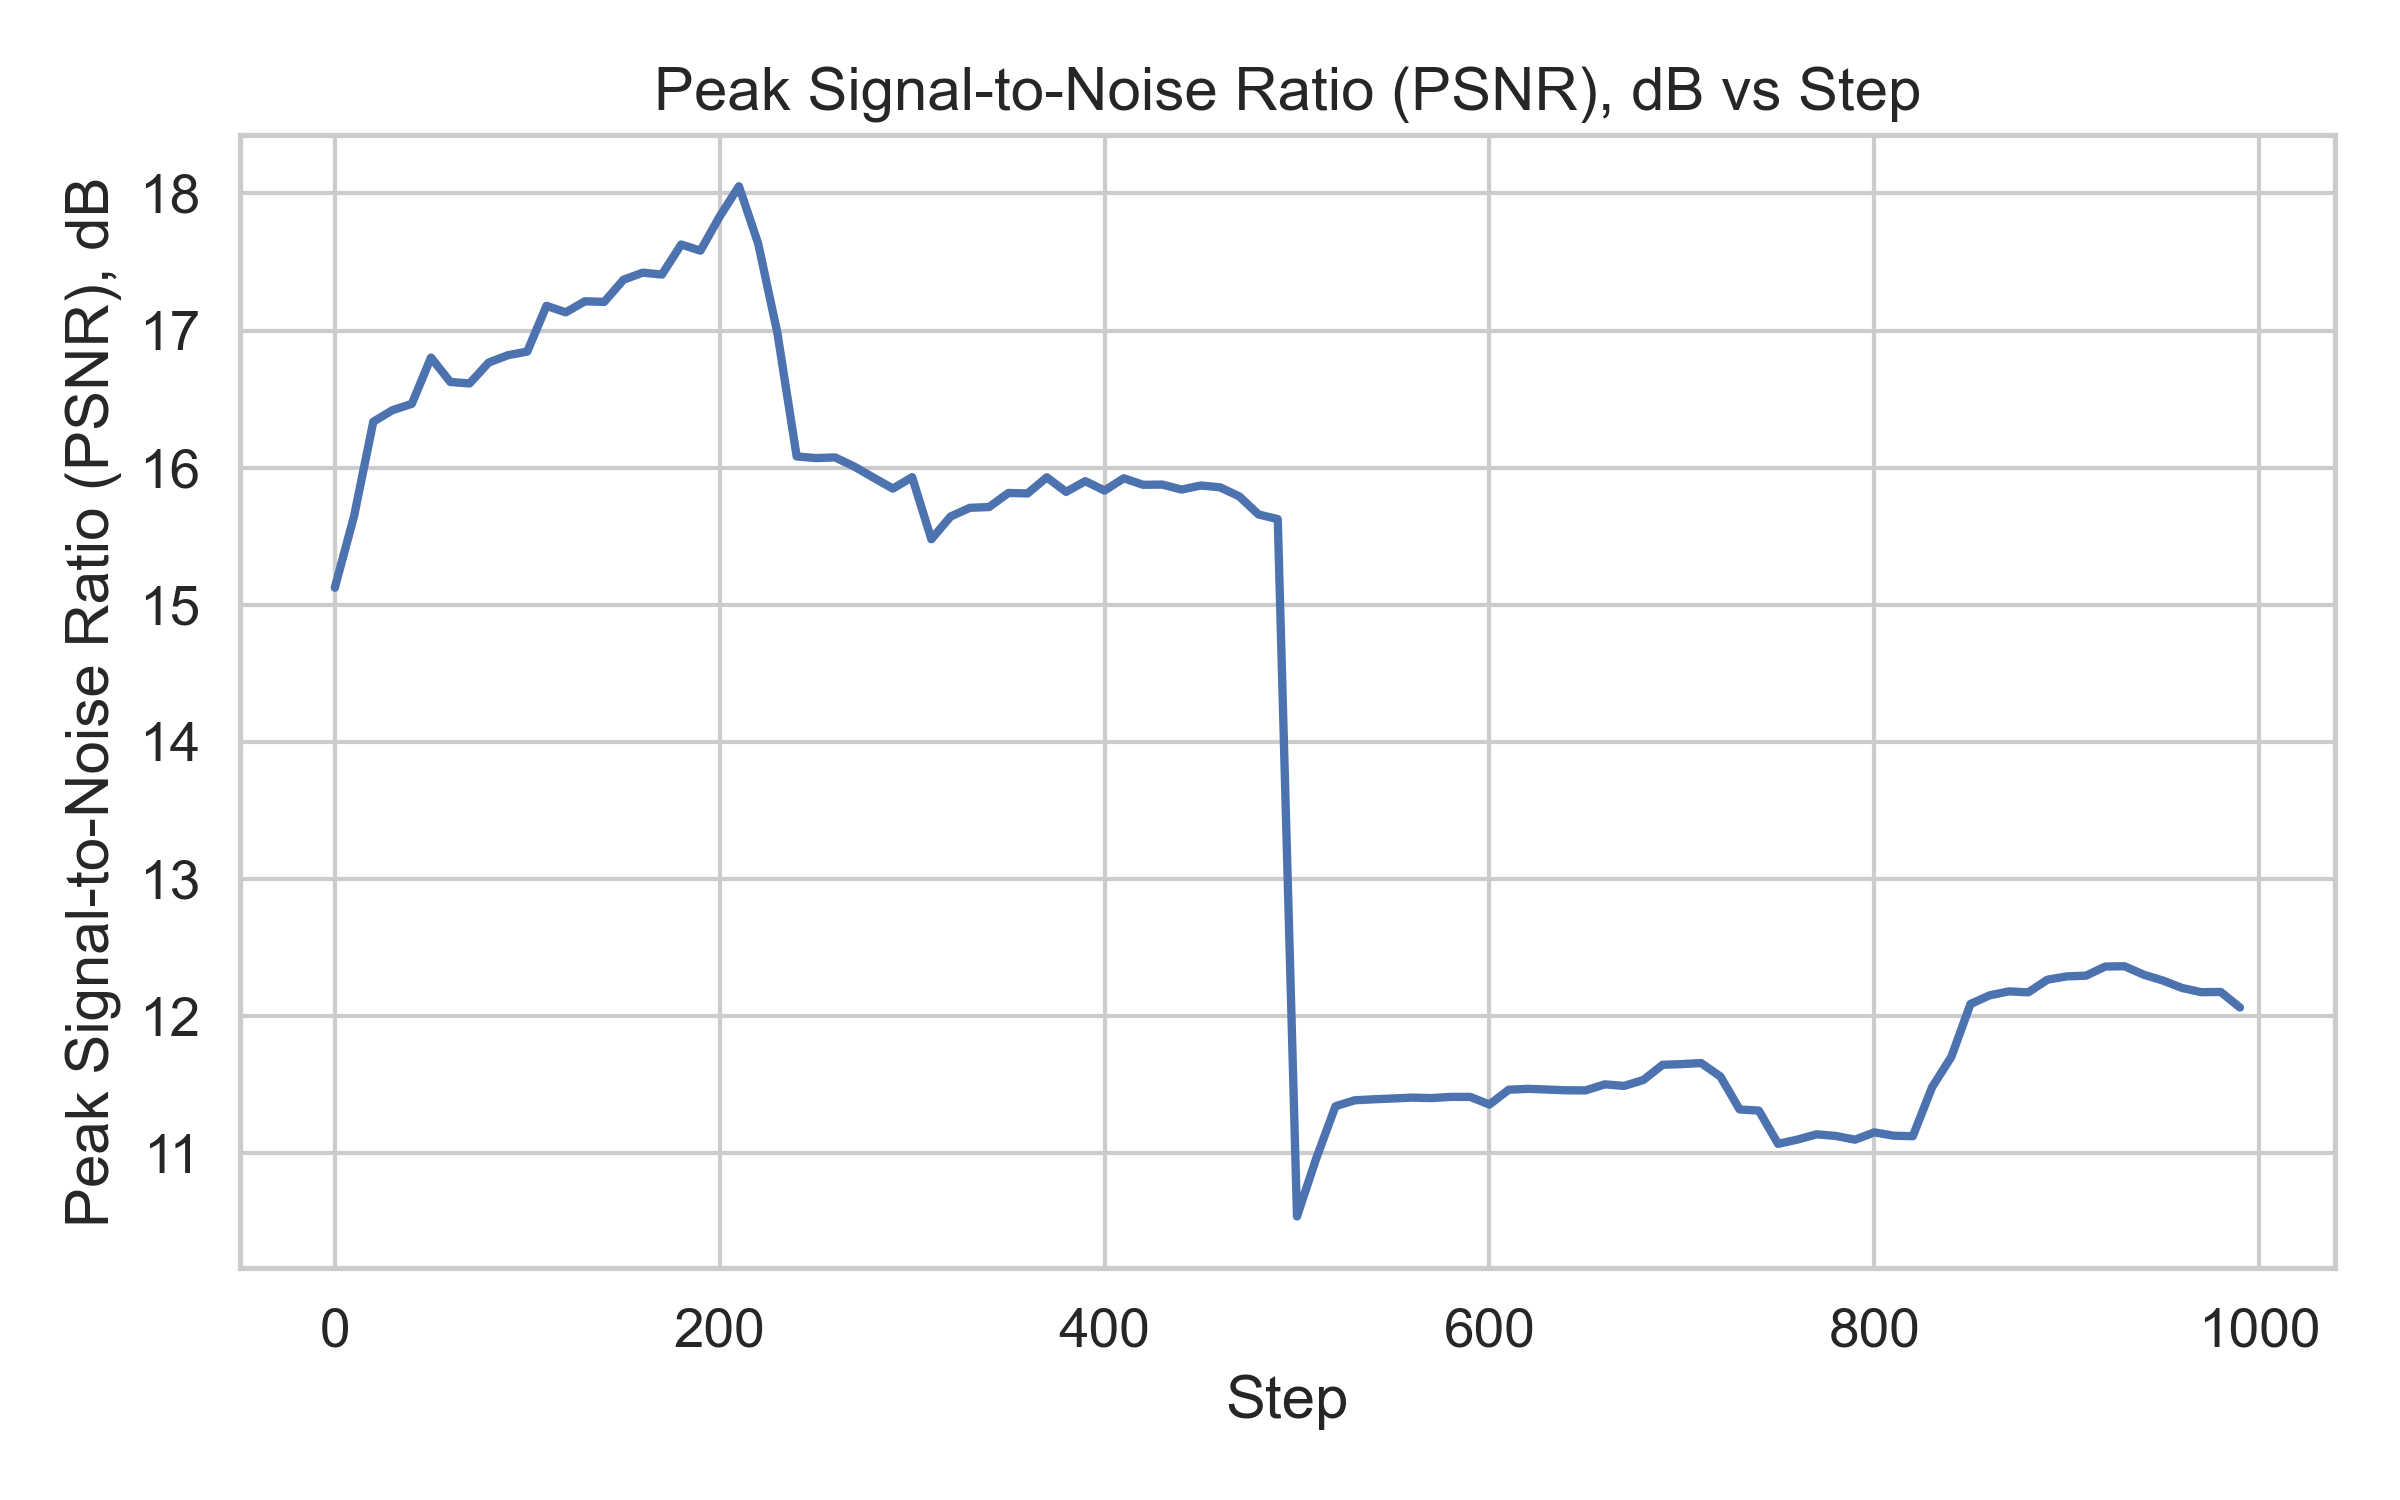 Peak Signal-to-Noise Ratio (PSNR), dB vs Step
Peak Signal-to-Noise Ratio (PSNR), dB
18
17
16
15
14
13
12
11
0 200 400 600 800 1000
Step